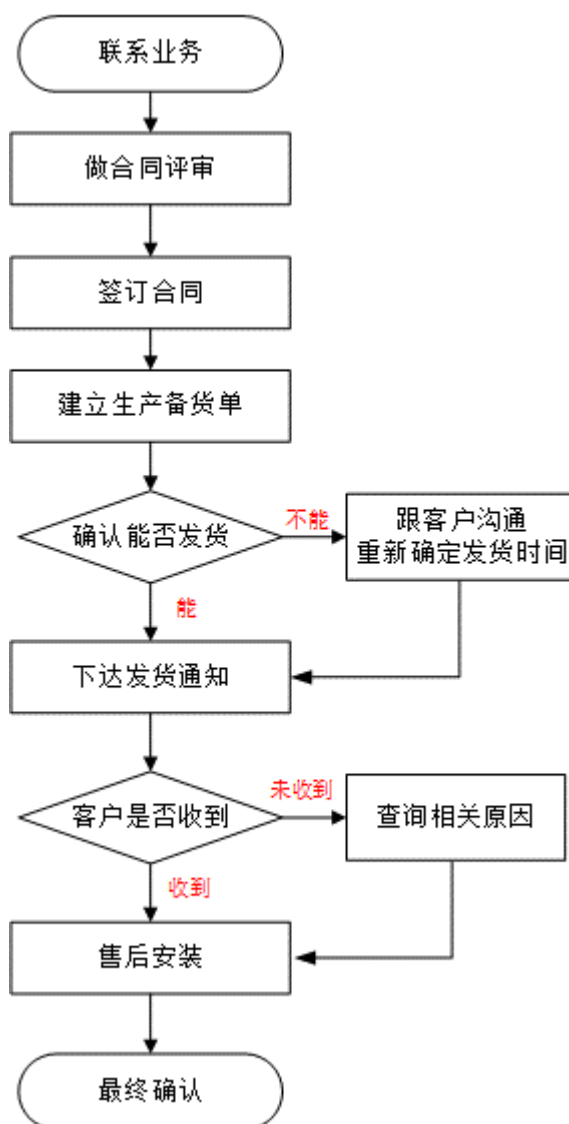 联系业务
做合同评审
签订合同
建立生产备货单
确认能否发货
不能
跟客户沟通
重新确定发货时间
能
下达发货通知
客户是否收到
未收到
查询相关原因
收到
售后安装
最终确认